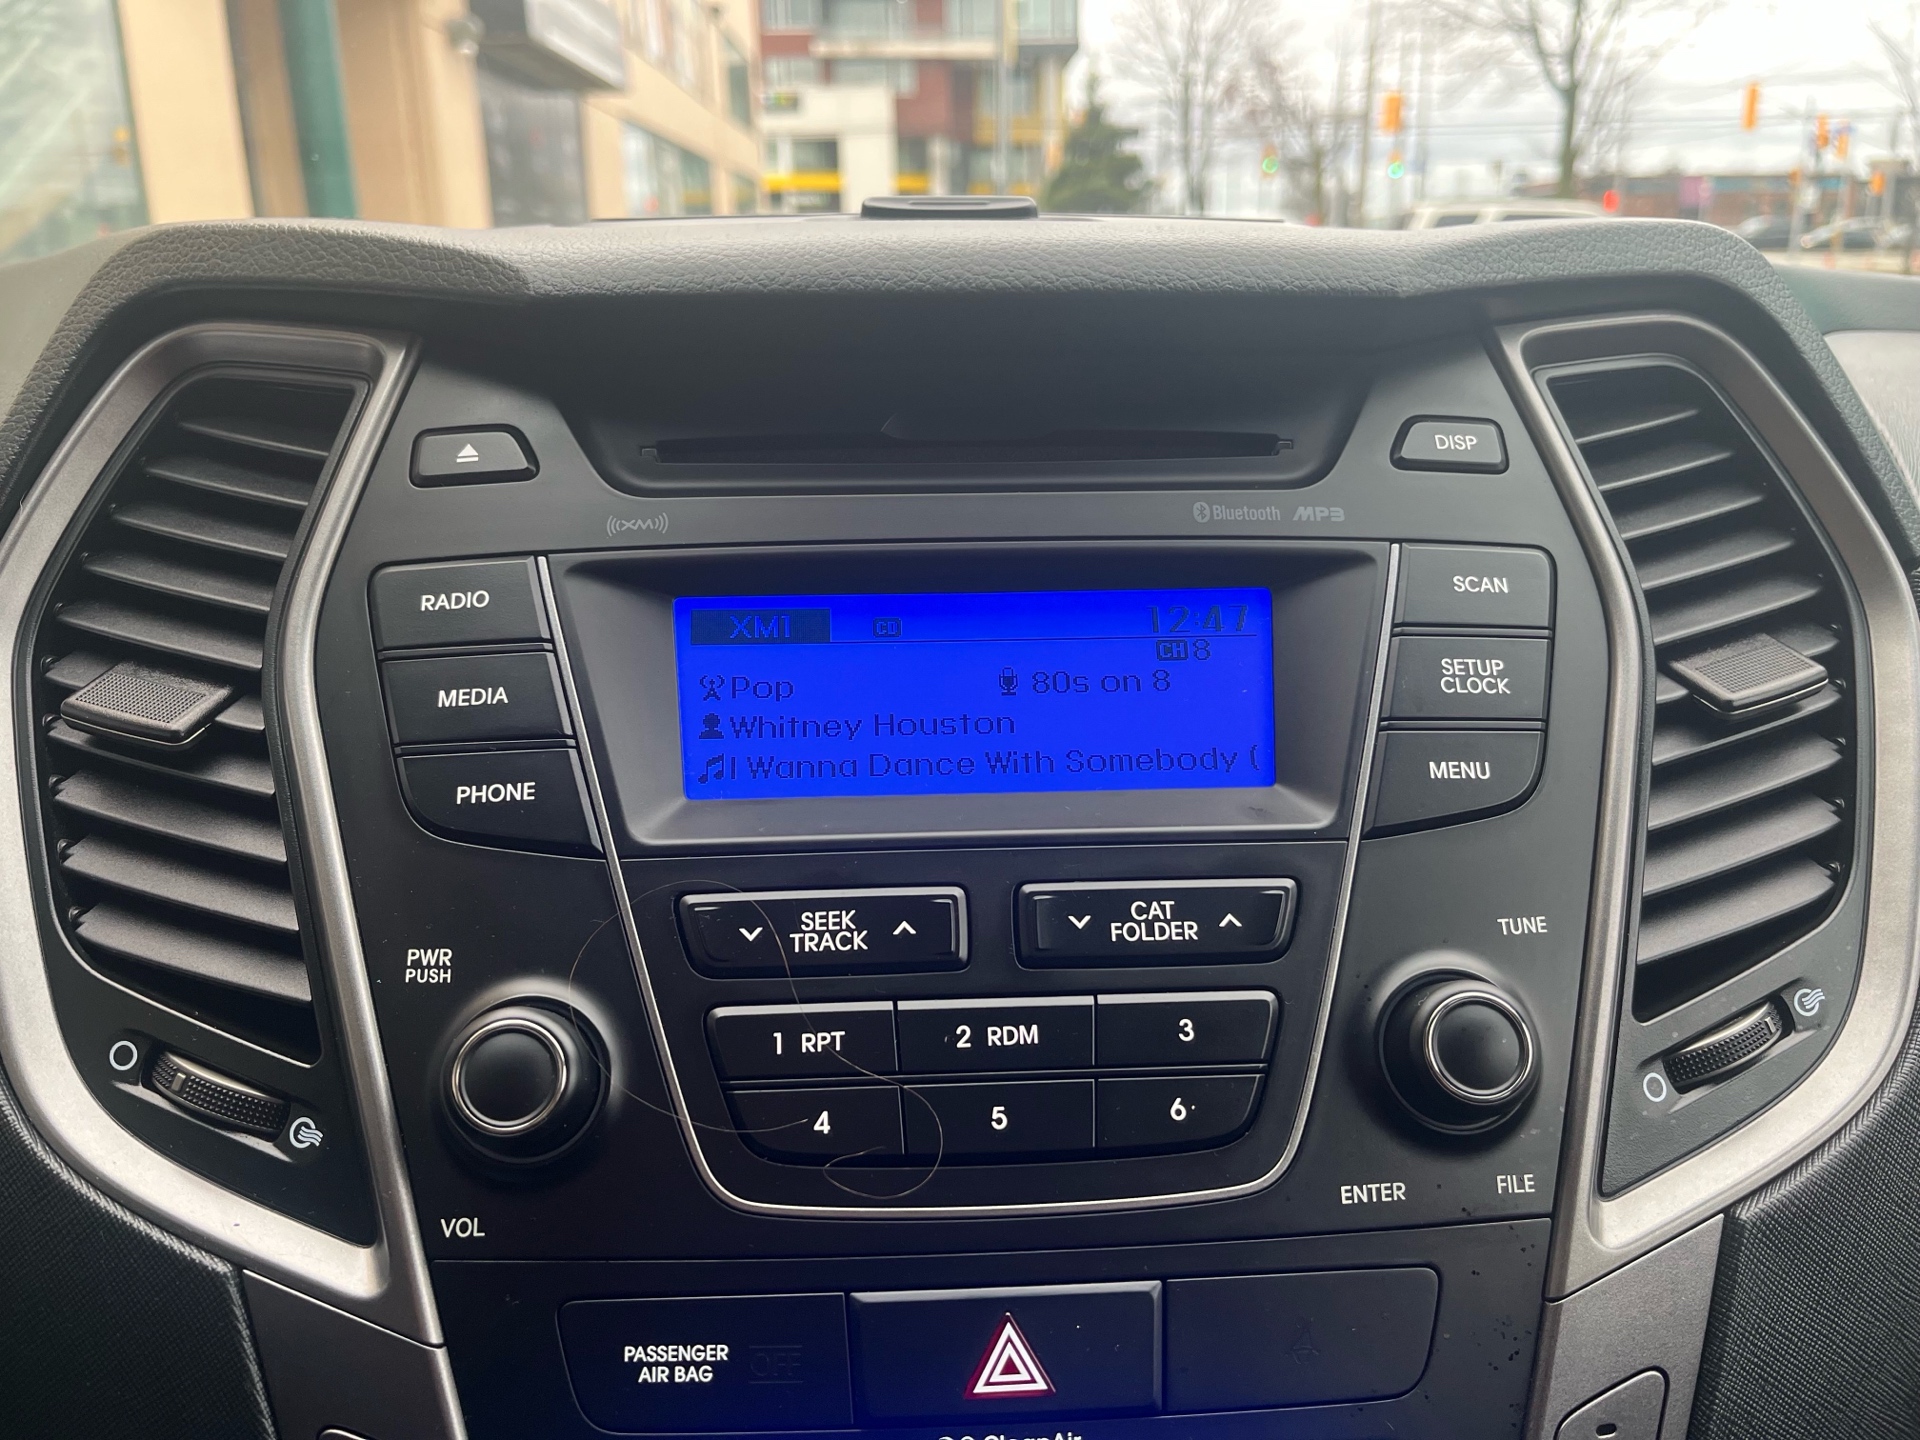 DISP
XM
Bluetooth MP3
RADIO
MEDIA
PHONE
XM1 CD 12:47
CH 8
Pop 80s on 8
Whitney Houston
I Wanna Dance With Somebody (
SCAN
SETUP
CLOCK
MENU
SEEK
TRACK
CAT
FOLDER
PWR
PUSH
VOL
1 RPT
2 RDM
3
4
5
6
TUNE
ENTER
FILE
PASSENGER
AIR BAG
OFF
CleanAir